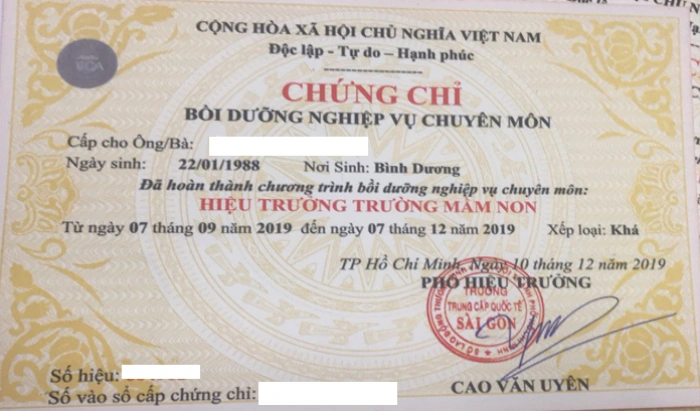 CỘNG HÒA XÃ HỘI CHỦ NGHĨA VIỆT NAM
Độc lập - Tự do - Hạnh phúc
CHỨNG CHỈ
BỒI DƯỠNG NGHIỆP VỤ CHUYÊN MÔN
Cấp cho Ông/Bà:
Ngày sinh: 22/01/1988 Nơi Sinh: Bình Dương
Đã hoàn thành chương trình bồi dưỡng nghiệp vụ chuyên môn:
HIỆU TRƯỞNG TRƯỜNG MẦM NON
Từ ngày 07 tháng 09 năm 2019 đến ngày 07 tháng 12 năm 2019 Xếp loại: Khá
TP Hồ Chí Minh, Ngày 10 tháng 12 năm 2019
PHÓ HIỆU TRƯỞNG
TRƯỜNG
TRUNG CẤP QUỐC TẾ
SÀI GÒN
CAO VĂN UYÊN
Số hiệu:
Số vào sổ cấp chứng chỉ: